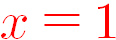 x = 1